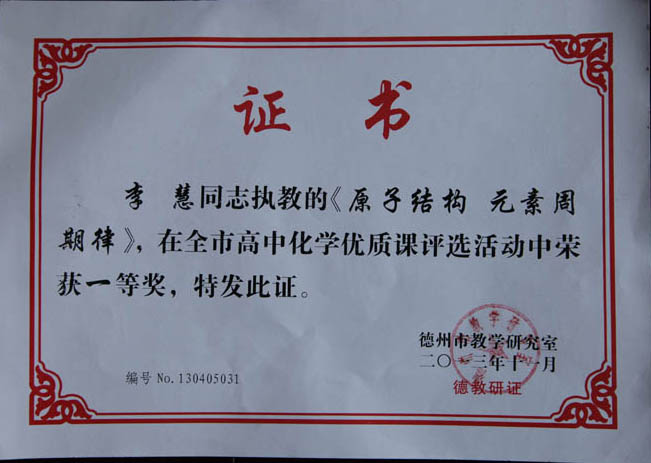 证 书
李 慧同志执教的《原子结构 元素周
期律》，在全市高中化学优质课评选活动中荣
获一等奖，特发此证。
德州市教学研究室
二〇一三年十一月
德教研证
编号 No.130405031